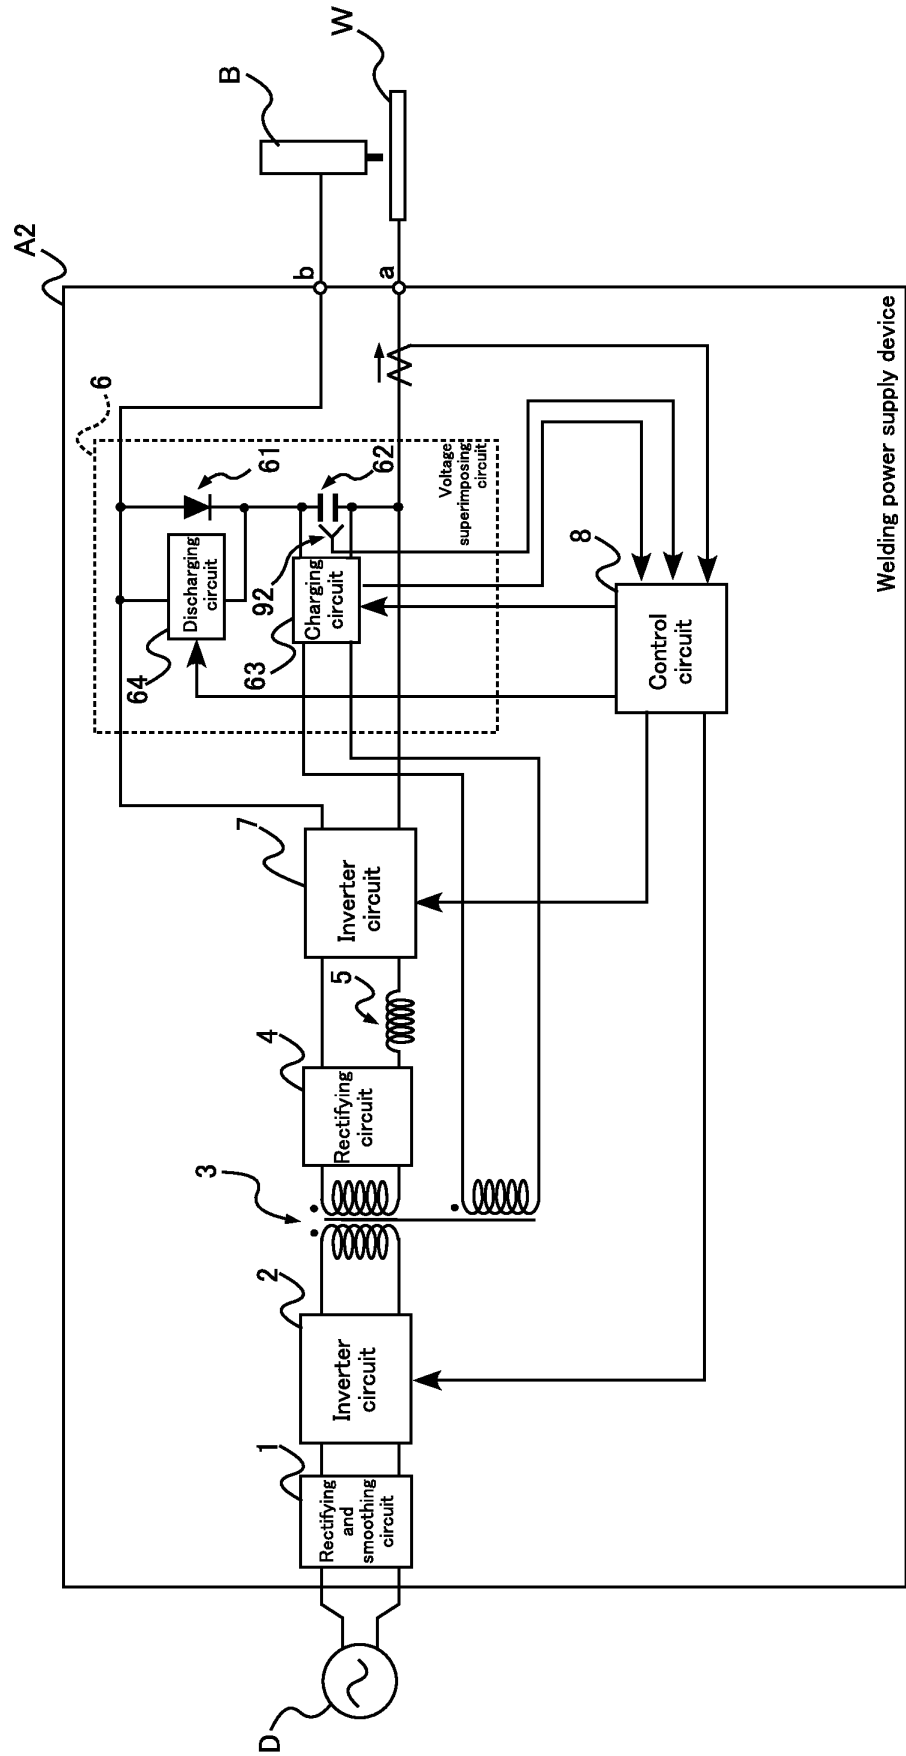 A2
B
W
b
a
6
61
62
64
Discharging
circuit
92
63
Charging
circuit
Voltage
superimposing
circuit
8
Control
circuit
7
Inverter
circuit
5
4
Rectifying
circuit
3
2
Inverter
circuit
1
Rectifying
and
smoothing
circuit
D
Welding power supply device